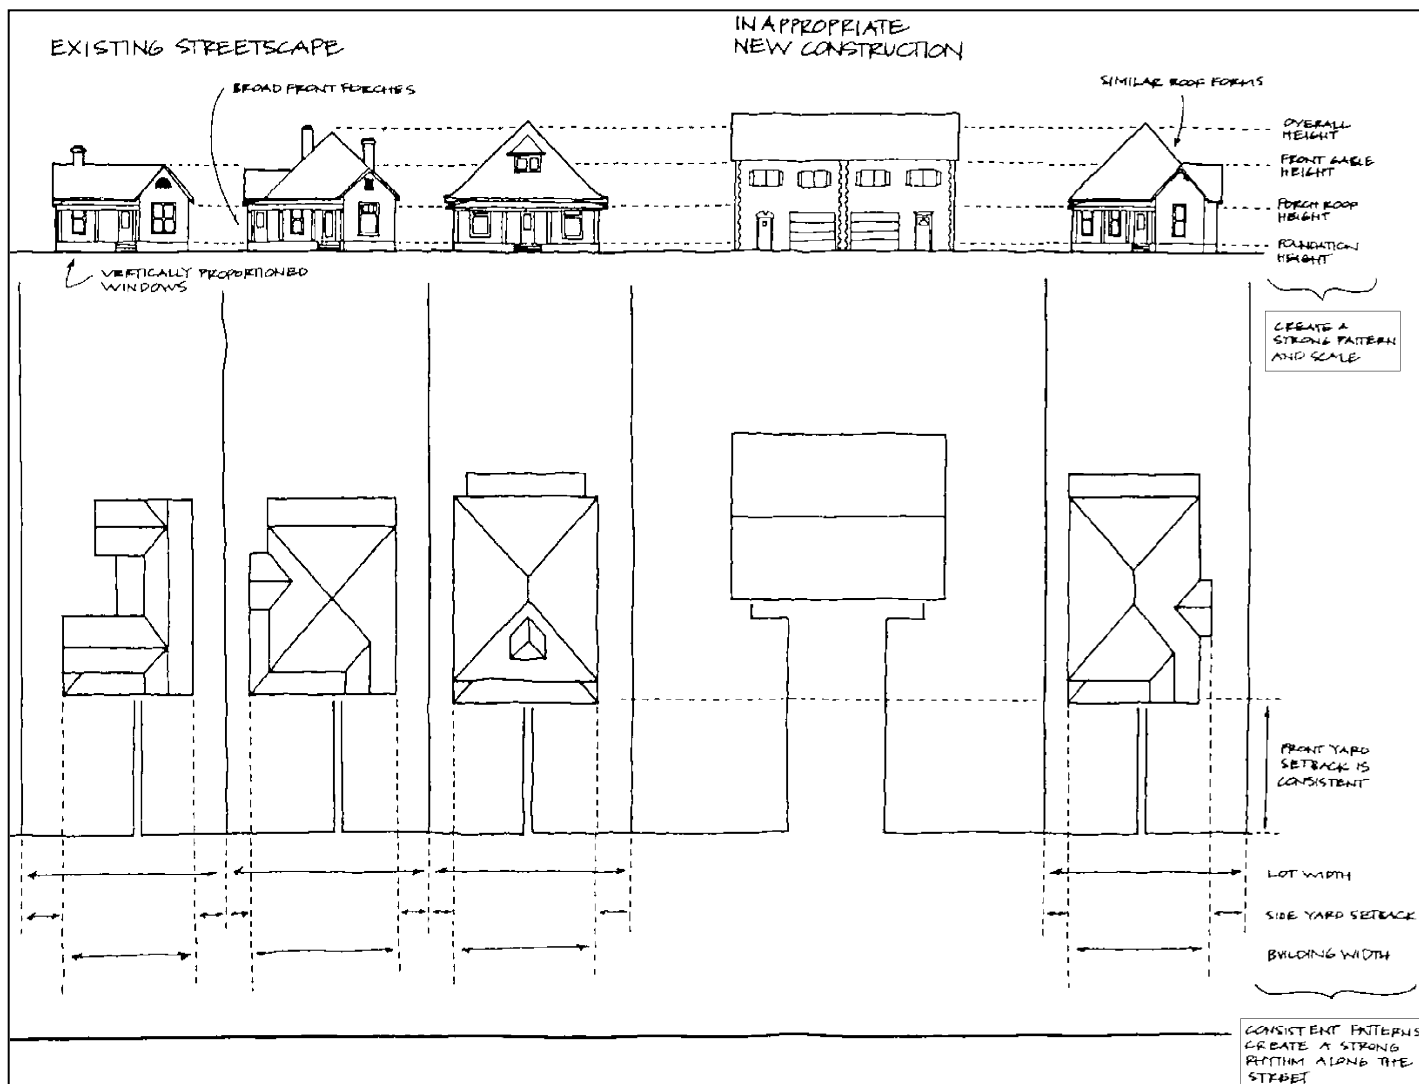 EXISTING STREETSCAPE
INAPPROPRIATE
NEW CONSTRUCTION
BROAD FRONT PORCHES
SIMILAR ROOF FORMS
OVERALL
HEIGHT
FRONT GABLE
HEIGHT
PORCH ROOF
HEIGHT
FOUNDATION
HEIGHT
VERTICALLY PROPORTIONED
WINDOWS
CREATE A
STRONG PATTERN
AND SCALE
FRONT YARD
SETBACK IS
CONSISTENT
LOT WIDTH
SIDE YARD SETBACK
BUILDING WIDTH
CONSISTENT PATTERNS
CREATE A STRONG
RHYTHM ALONG THE
STREET